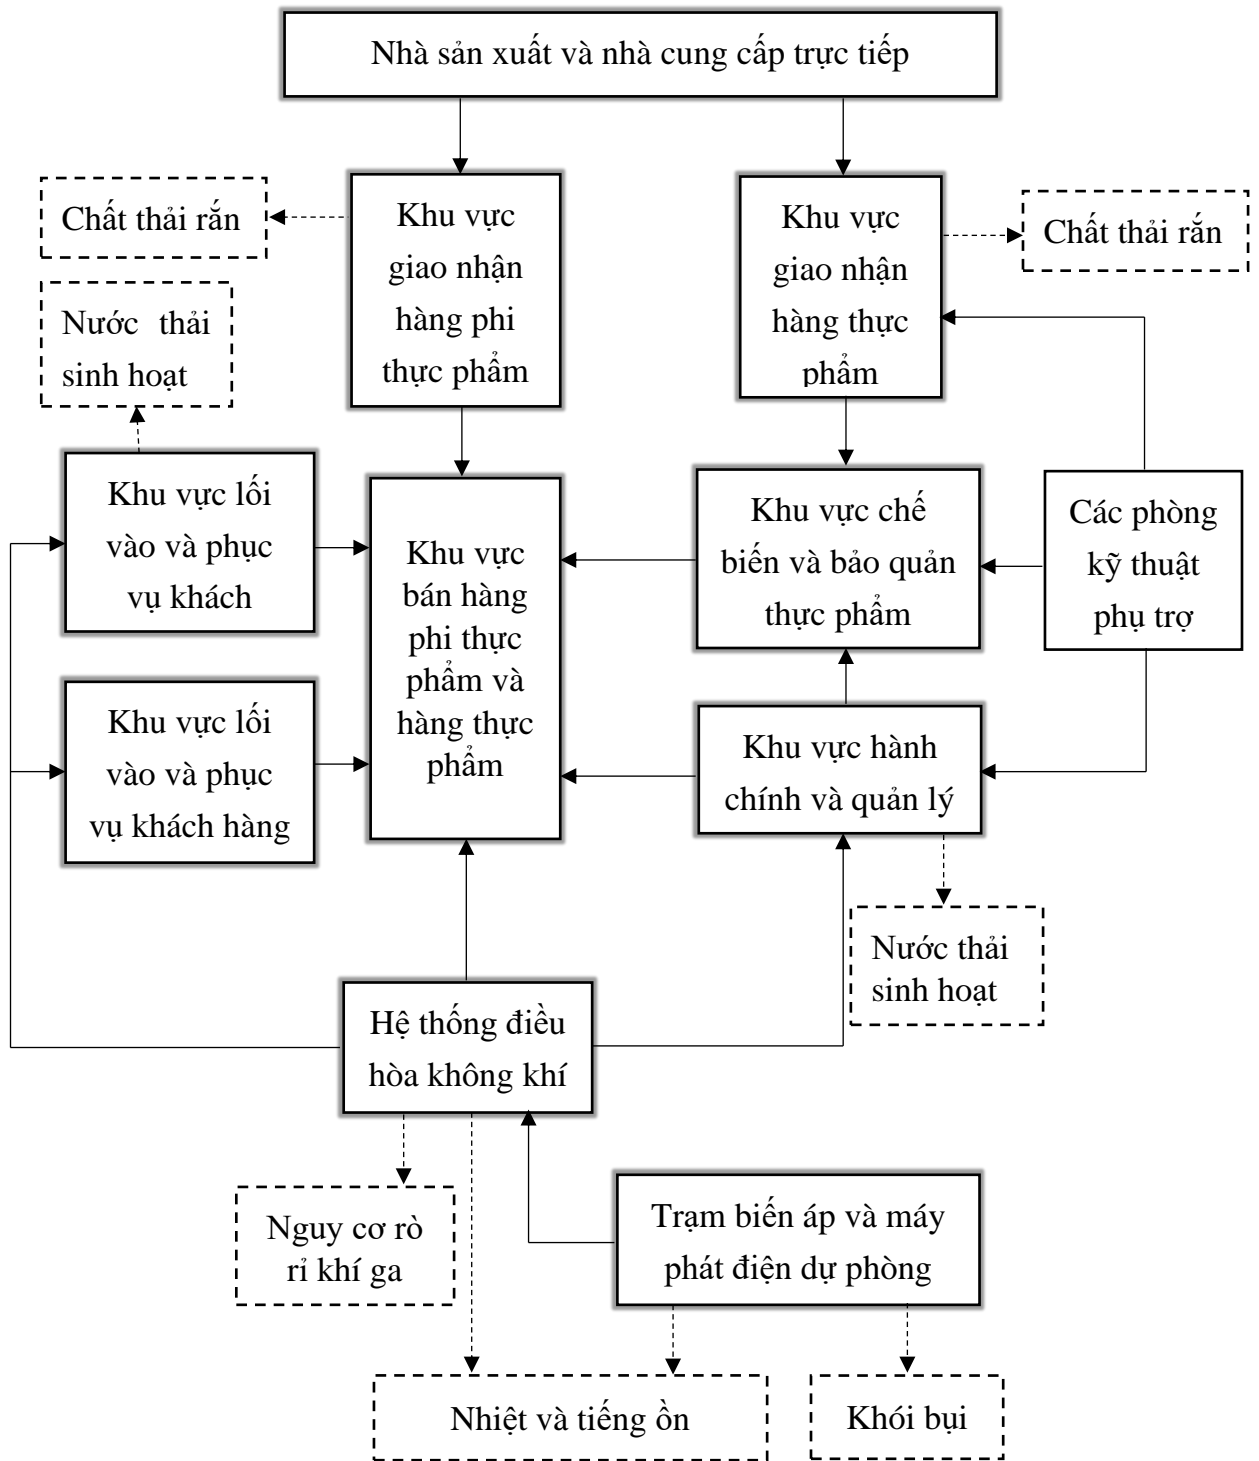 Nhà sản xuất và nhà cung cấp trực tiếp
Chất thải rắn
Khu vực
giao nhận
hàng phi
thực phẩm
Khu vực
giao nhận
hàng thực
phẩm
Chất thải rắn
Nước thải
sinh hoạt
Khu vực lối
vào và phục
vụ khách
Khu vực
bán hàng
phi thực
phẩm và
hàng thực
phẩm
Khu vực chế
biến và bảo quản
thực phẩm
Các phòng
kỹ thuật
phụ trợ
Khu vực lối
vào và phục
vụ khách hàng
Khu vực hành
chính và quản lý
Nước thải
sinh hoạt
Hệ thống điều
hòa không khí
Nguy cơ rò
rỉ khí ga
Trạm biến áp và máy
phát điện dự phòng
Nhiệt và tiếng ồn
Khói bụi